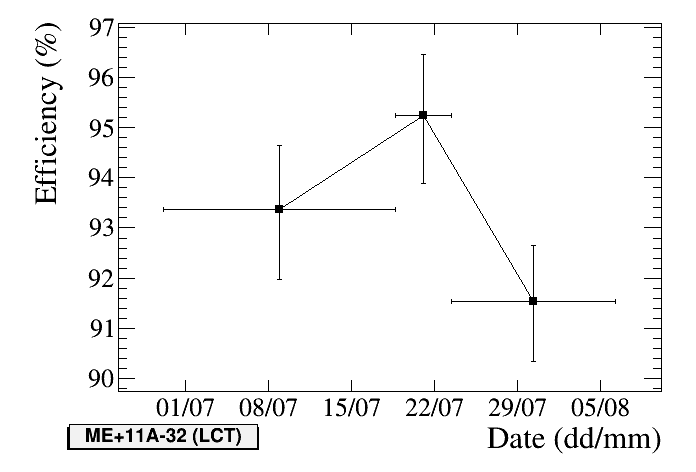 Efficiency (%)
97
96
95
94
93
92
91
90
01/07 08/07 15/07 22/07 29/07 05/08
ME+11A-32 (LCT)
Date (dd/mm)